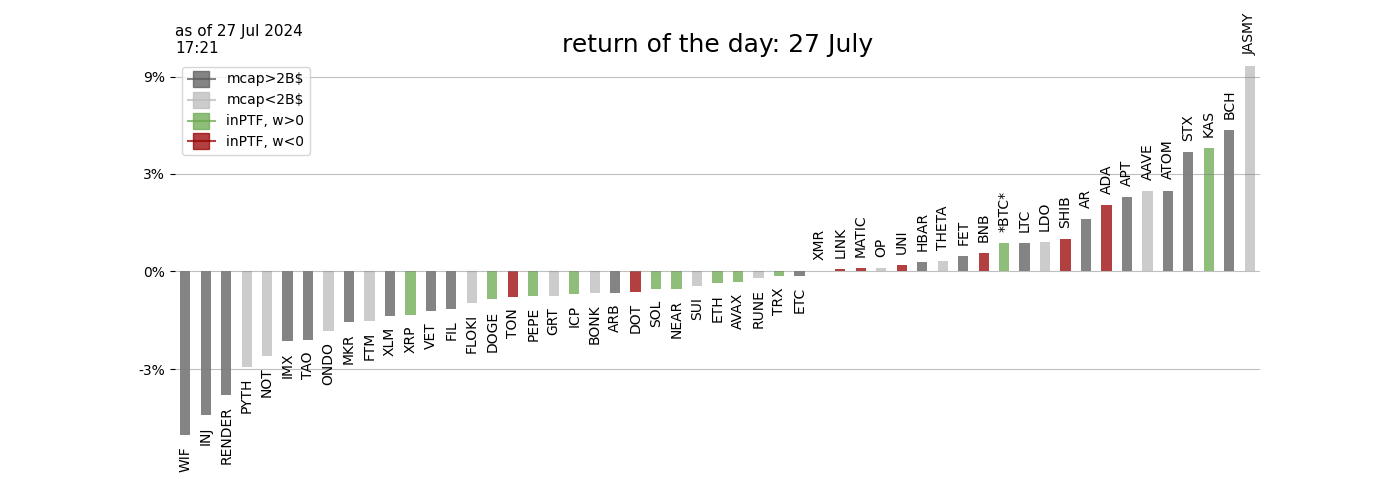 as of 27 Jul 2024
17:21
return of the day: 27 July
mcap>2B$
mcap<2B$
inPTF, w>0
inPTF, w<0
9%
3%
0%
-3%
WIF
INJ
RENDER
PYTH
NOT
IMX
TAO
ONDO
MKR
FTM
XLM
XRP
VET
FIL
FLOKI
DOGE
TON
PEPE
GRT
ICP
BONK
ARB
DOT
SOL
NEAR
SUI
ETH
AVAX
RUNE
TRX
ETC
XMR
LINK
MATIC
OP
UNI
HBAR
THETA
FET
BNB
*BTC*
LTC
LDO
SHIB
AR
ADA
APT
AAVE
ATOM
STX
KAS
BCH
JASMY